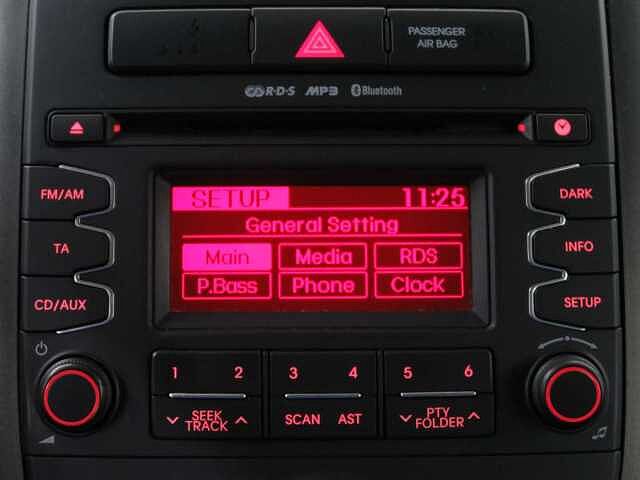 PASSENGER
AIR BAG
R·D·S MP3 Bluetooth
FM/AM
TA
CD/AUX
SETUP 11:25
General Setting
Main Media RDS
P.Bass Phone Clock
DARK
INFO
SETUP
1 2 3 4 5 6
SEEK
TRACK
SCAN AST
PTY
FOLDER